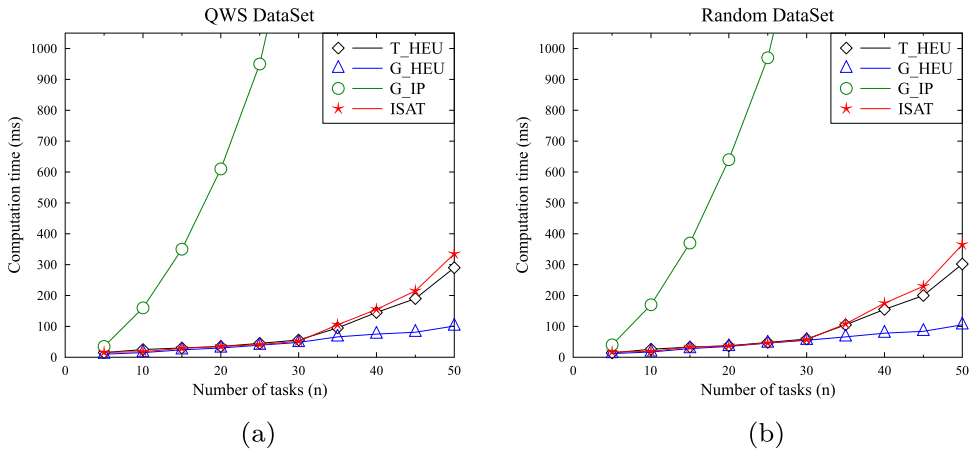 QWS DataSet
Computation time (ms)
1000
900
800
700
600
500
400
300
200
100
0
0 10 20 30 40 50
Number of tasks (n)
T_HEU
G_HEU
G_IP
ISAT
(a)
Random DataSet
Computation time (ms)
1000
900
800
700
600
500
400
300
200
100
0
0 10 20 30 40 50
Number of tasks (n)
T_HEU
G_HEU
G_IP
ISAT
(b)